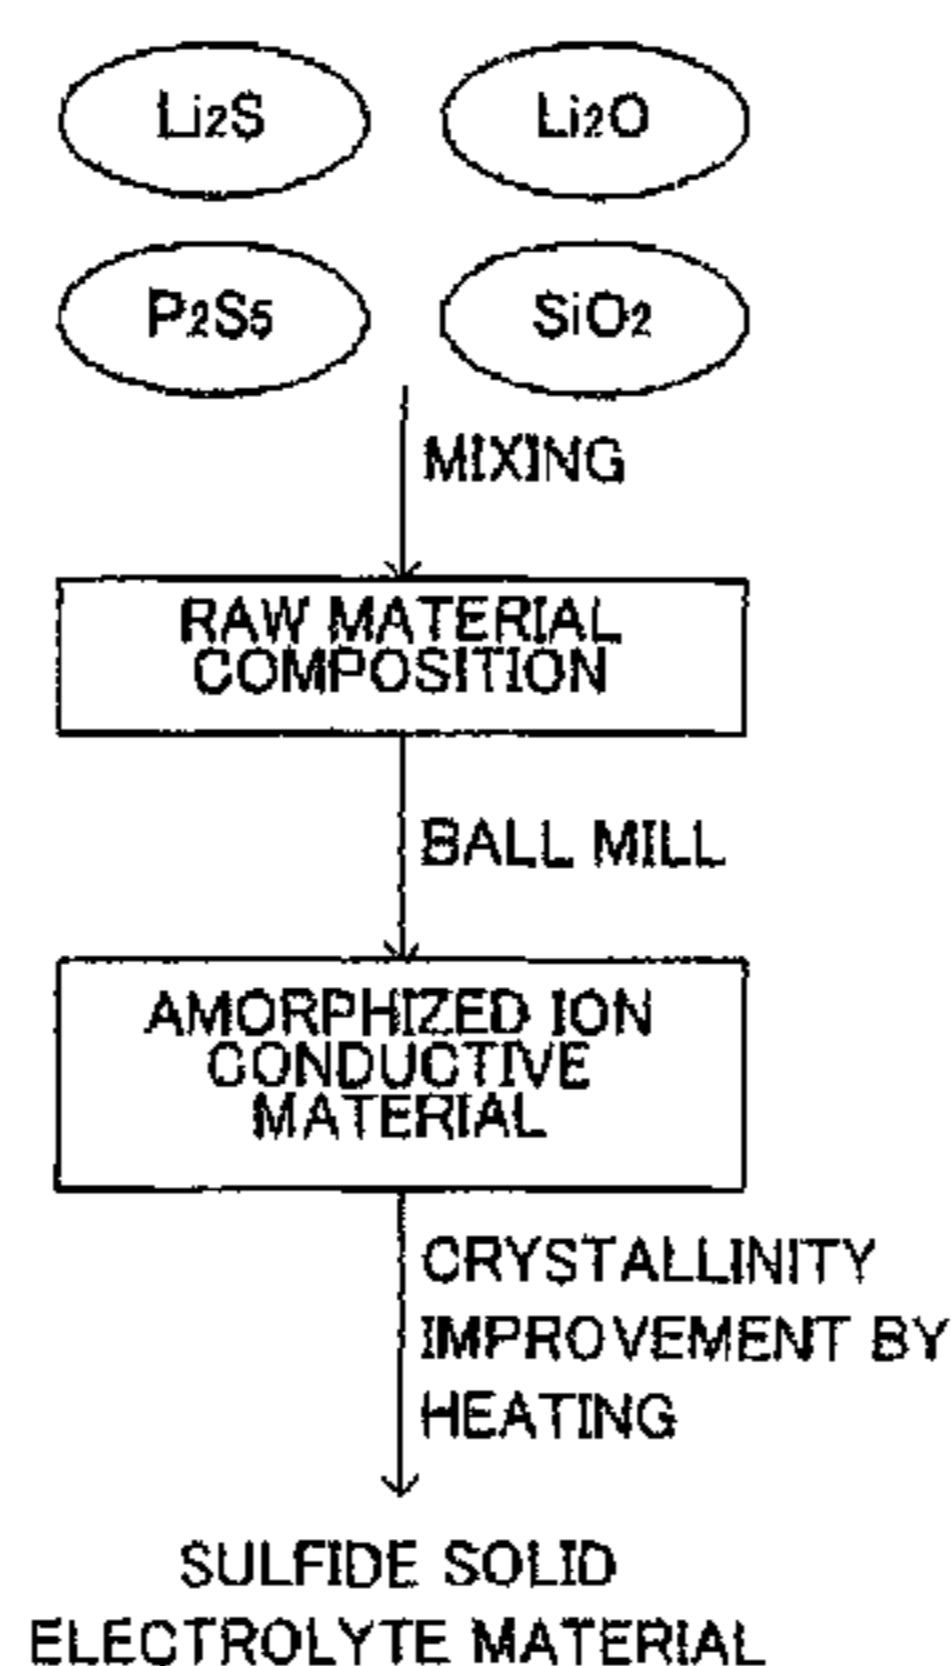 Li2S Li2O
P2S5 SiO2
MIXING
RAW MATERIAL
COMPOSITION
BALL MILL
AMORPHIZED ION
CONDUCTIVE
MATERIAL
CRYSTALLINITY
IMPROVEMENT BY
HEATING
SULFIDE SOLID
ELECTROLYTE MATERIAL